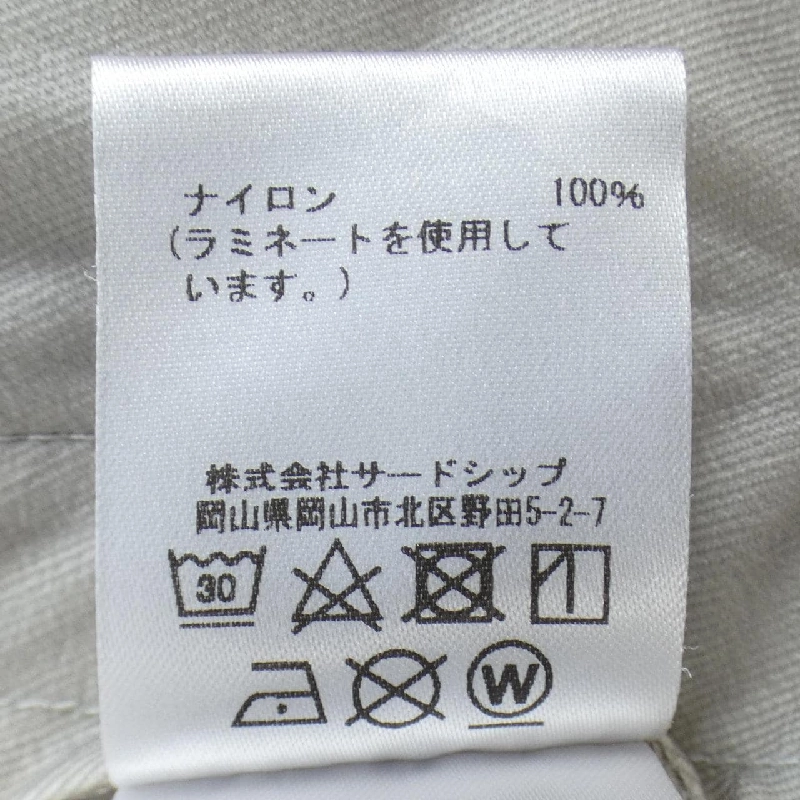 ナイロン 100%
(ラミネートを使用して
います。)
株式会社サードシップ
岡山県岡山市北区野田5-2-7
30
W